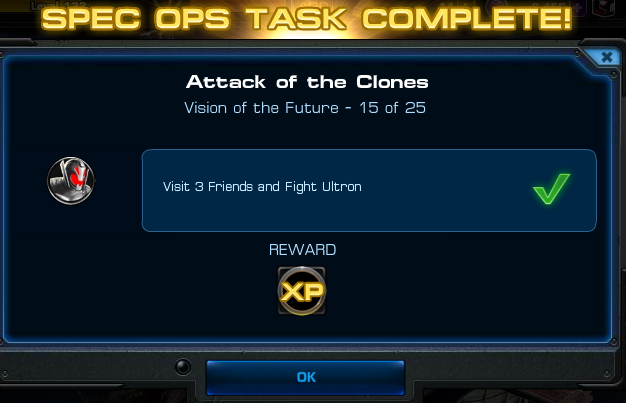 SPEC OPS TASK COMPLETE!
Attack of the Clones
Vision of the Future - 15 of 25
Visit 3 Friends and Fight Ultron
REWARD
XP
OK